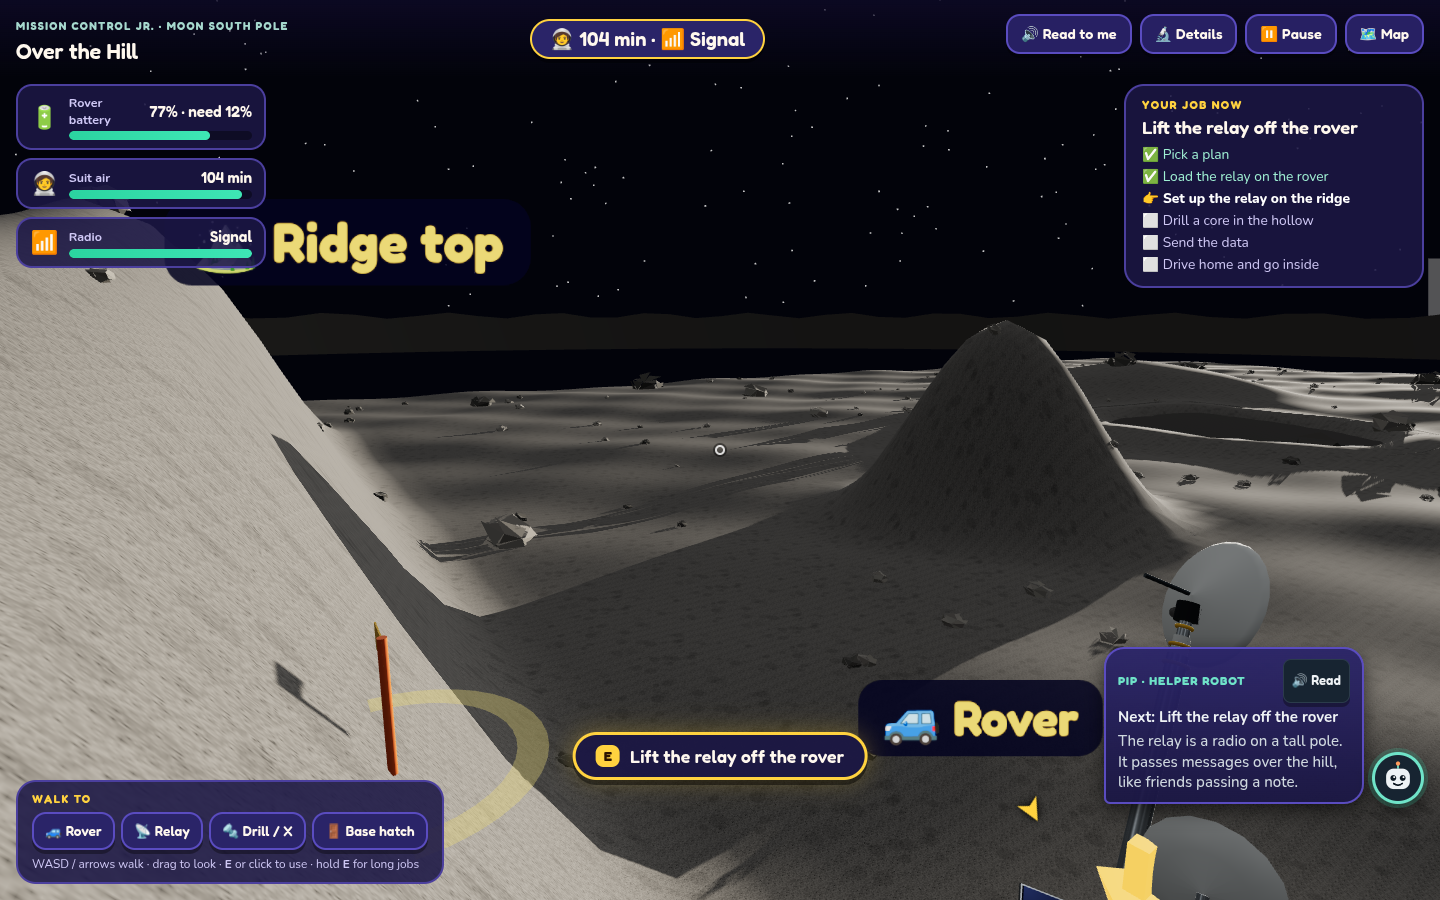 MISSION CONTROL JR. · MOON SOUTH POLE
Over the Hill
104 min · Signal
Read to me
Details
Pause
Map
Rover battery
77% · need 12%
Suit air
104 min
Radio
Signal
Ridge top
YOUR JOB NOW
Lift the relay off the rover
Pick a plan
Load the relay on the rover
Set up the relay on the ridge
Drill a core in the hollow
Send the data
Drive home and go inside
Rover
E Lift the relay off the rover
PIP · HELPER ROBOT
Read
Next: Lift the relay off the rover
The relay is a radio on a tall pole.
It passes messages over the hill,
like friends passing a note.
WALK TO
Rover
Relay
Drill / X
Base hatch
WASD / arrows walk · drag to look · E or click to use · hold E for long jobs